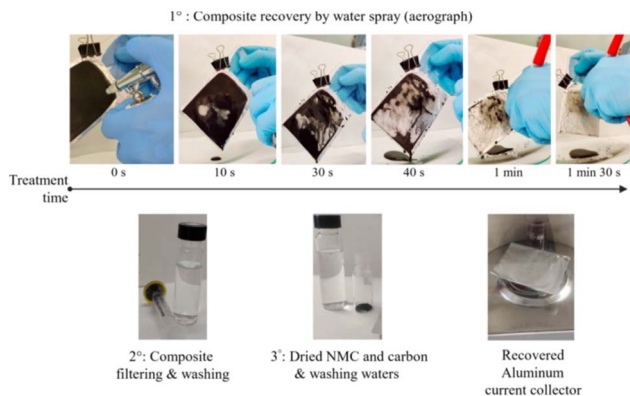 1° : Composite recovery by water spray (aerograph)
0 s
10 s
30 s
40 s
1 min
1 min 30 s
Treatment
time
2°: Composite
filtering & washing
3°: Dried NMC and carbon
& washing waters
Recovered
Aluminum
current collector